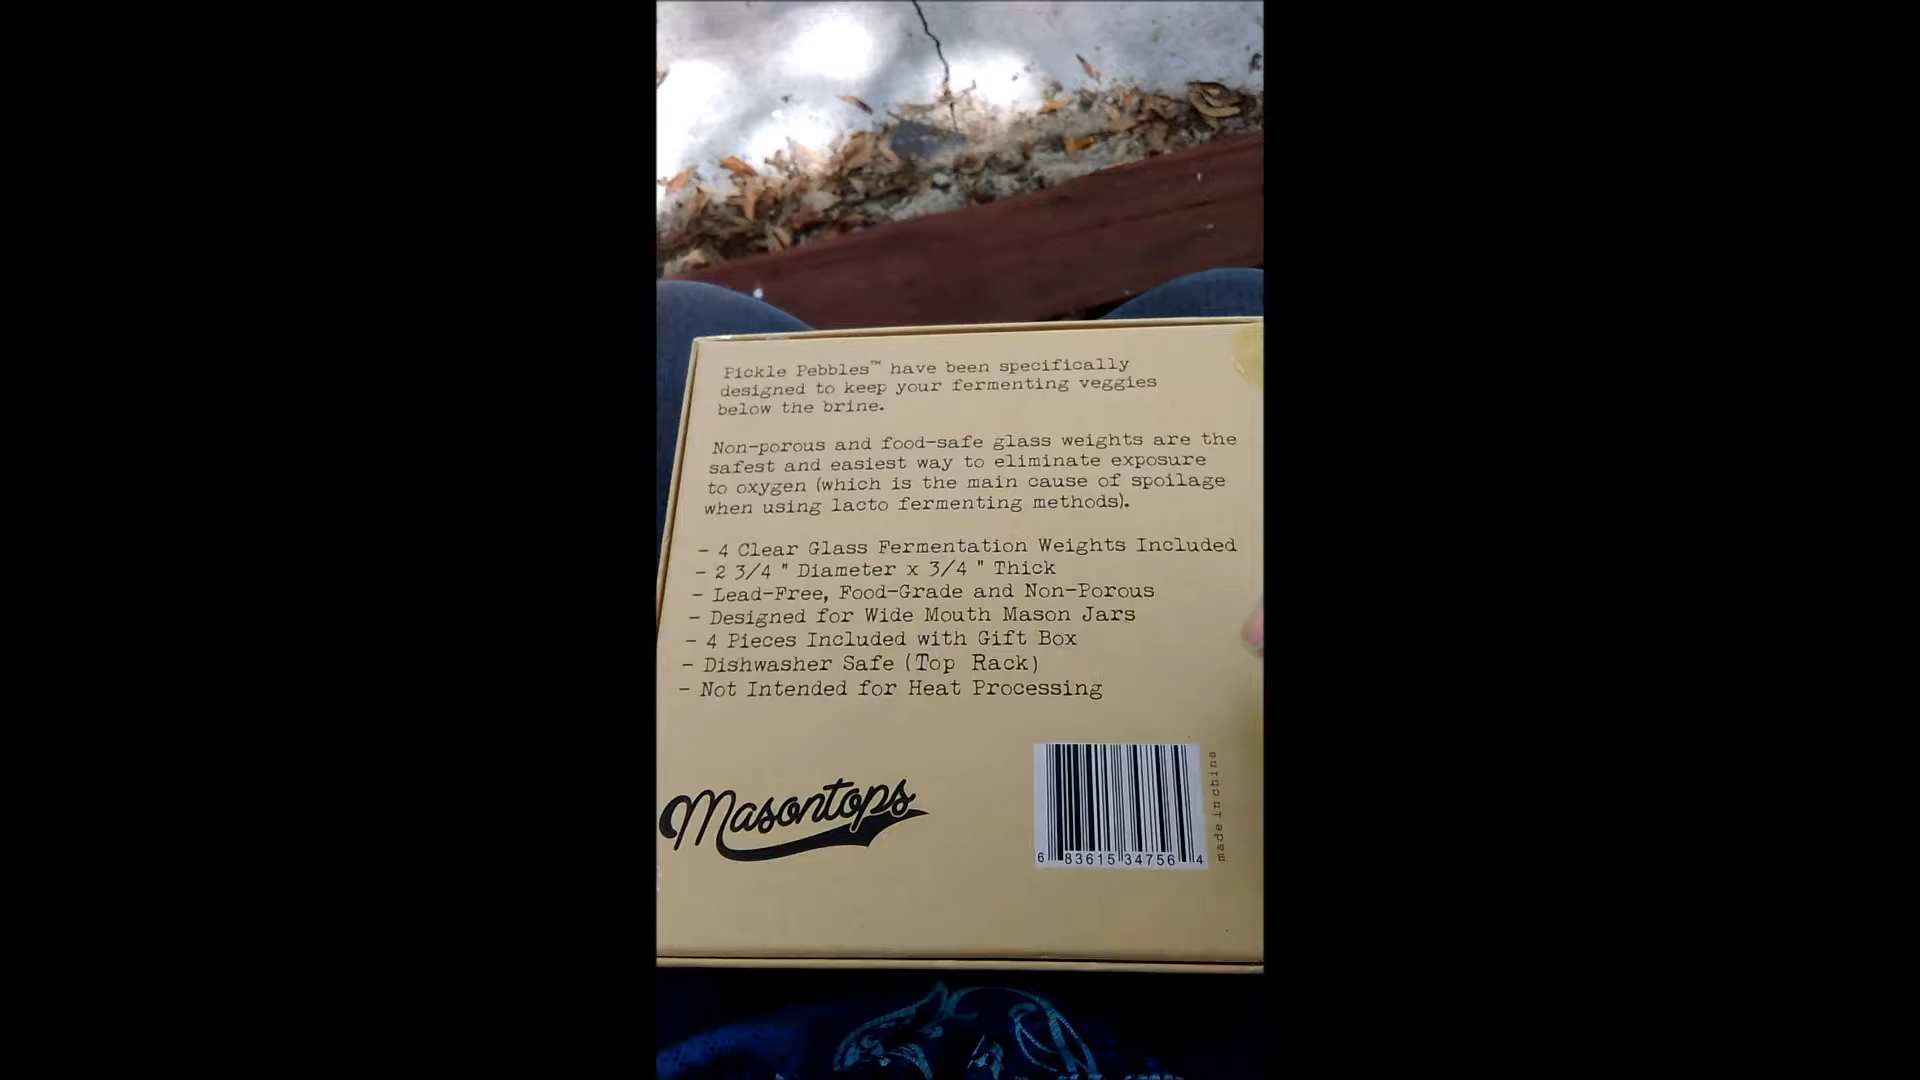 Pickle Pebbles™ have been specifically
designed to keep your fermenting veggies
below the brine.
Non-porous and food-safe glass weights are the
safest and easiest way to eliminate exposure
to oxygen (which is the main cause of spoilage
when using lacto fermenting methods).
- 4 Clear Glass Fermentation Weights Included
- 2 3/4 " Diameter x 3/4 " Thick
- Lead-Free, Food-Grade and Non-Porous
- Designed for Wide Mouth Mason Jars
- 4 Pieces Included with Gift Box
- Dishwasher Safe (Top Rack)
- Not Intended for Heat Processing
Masontops
6 83615 34756 4
made in china